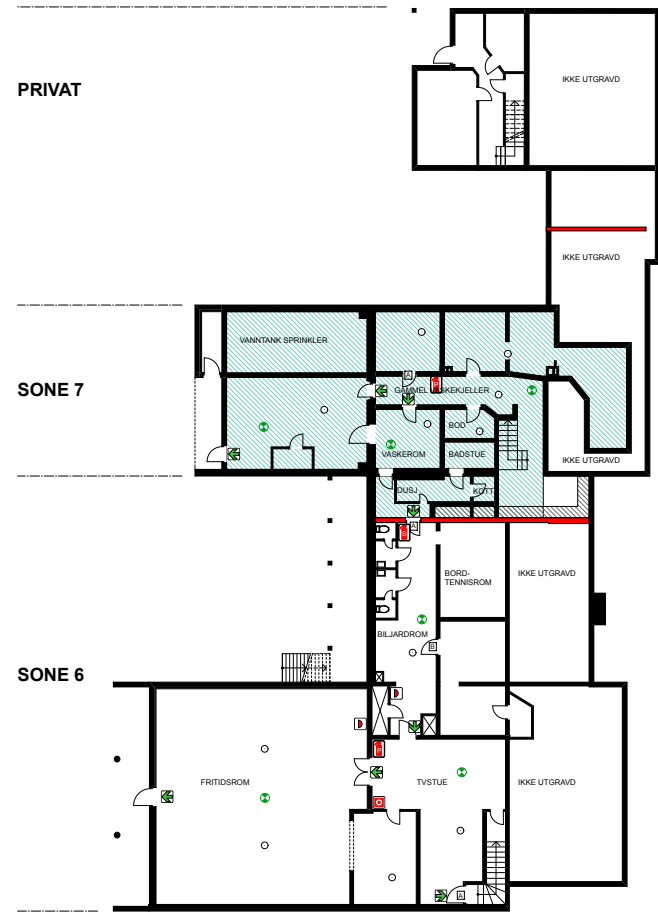 PRIVAT
IKKE UTGRAVD
IKKE UTGRAVD
VANNTANK SPRINKLER
SONE 7
A
GAMMEL VASKEKJELLER
BOD
VASKEROM
BADSTUE
IKKE UTGRAVD
DUSJ
KOTT
A
BORD-
TENNISROM
IKKE UTGRAVD
BILJARDROM
B
SONE 6
FRITIDSROM
TVSTUE
IKKE UTGRAVD
A